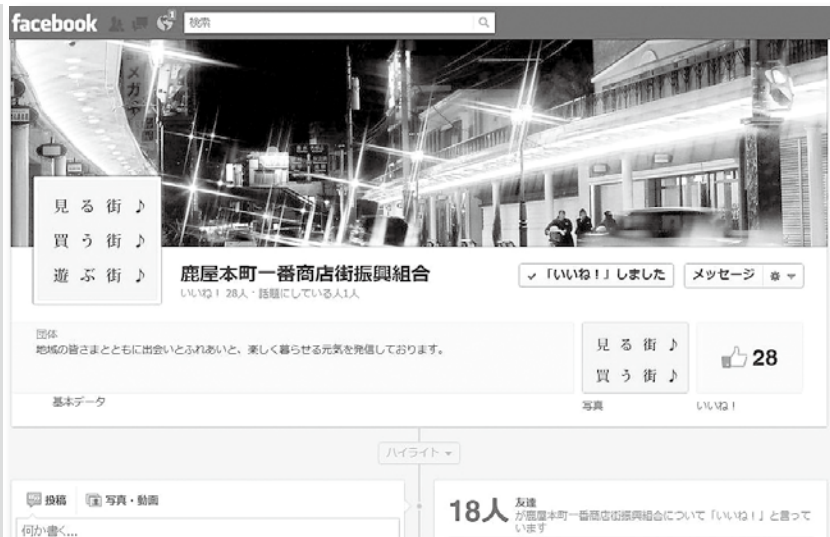 facebook
1
検索
メガネ
見る街♪
買う街♪
遊ぶ街♪
鹿屋本町一番商店街振興組合
いいね！ 28人・話題にしている人1人
✓ 「いいね！」しました
メッセージ
団体
地域の皆さまとともに出会いとふれあいと、楽しく暮らせる元気を発信しております。
基本データ
見る街♪
買う街♪
写真
28
いいね！
ハイライト
投稿
写真・動画
何か書く...
18人
友達
が鹿屋本町一番商店街振興組合について「いいね！」と言って
います